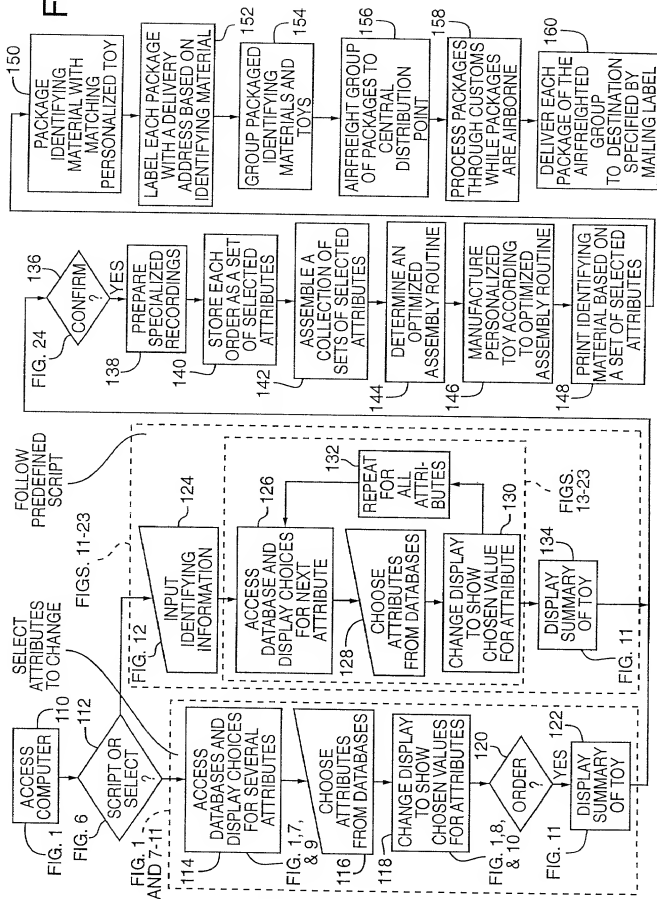 FIG. 1
ACCESS
COMPUTER
110
112
SCRIPT OR
SELECT
?
FIG. 6
SELECT
ATTRIBUTES
TO CHANGE
FIG. 1
AND 7-11
ACCESS
DATABASES AND
DISPLAY CHOICES
FOR SEVERAL
ATTRIBUTES
114
FIG. 1,7,
& 9
CHOOSE
ATTRIBUTES
FROM DATABASES
116
CHANGE DISPLAY
TO SHOW
CHOSEN VALUES
FOR ATTRIBUTES
118
FIG. 1,8,
& 10
ORDER
?
120
YES
DISPLAY
SUMMARY
OF TOY
122
FIG. 11
FOLLOW
PREDEFINED
SCRIPT
FIGS. 11-23
INPUT
IDENTIFYING
INFORMATION
124
FIG. 12
ACCESS
DATABASE AND
DISPLAY CHOICES
FOR NEXT
ATTRIBUTE
126
CHOOSE
ATTRIBUTES
FROM DATABASES
128
CHANGE DISPLAY
TO SHOW
CHOSEN VALUE
FOR ATTRIBUTE
130
REPEAT
FOR
ALL
ATTRI-
BUTES
132
FIGS.
13-23
DISPLAY
SUMMARY
OF TOY
134
FIG. 11
CONFIRM
?
136
FIG. 24
YES
PREPARE
SPECIALIZED
RECORDINGS
138
STORE EACH
ORDER AS A SET
OF SELECTED
ATTRIBUTES
140
ASSEMBLE A
COLLECTION OF
SETS OF SELECTED
ATTRIBUTES
142
DETERMINE AN
OPTIMIZED
ASSEMBLY ROUTINE
144
MANUFACTURE
PERSONALIZED
TOY ACCORDING
TO OPTIMIZED
ASSEMBLY ROUTINE
146
PRINT IDENTIFYING
MATERIAL BASED ON
A SET OF SELECTED
ATTRIBUTES
148
PACKAGE
IDENTIFYING
MATERIAL WITH
MATCHING
PERSONALIZED TOY
150
LABEL EACH PACKAGE
WITH A DELIVERY
ADDRESS BASED ON
IDENTIFYING MATERIAL
152
GROUP PACKAGED
IDENTIFYING
MATERIALS AND
TOYS
154
AIRFREIGHT GROUP
OF PACKAGES TO
CENTRAL
DISTRIBUTION
POINT
156
PROCESS PACKAGES
THROUGH CUSTOMS
WHILE PACKAGES
ARE AIRBORNE
158
DELIVER EACH
PACKAGE OF THE
AIRFREIGHTED
GROUP
TO DESTINATION
SPECIFIED BY
MAILING LABEL
160